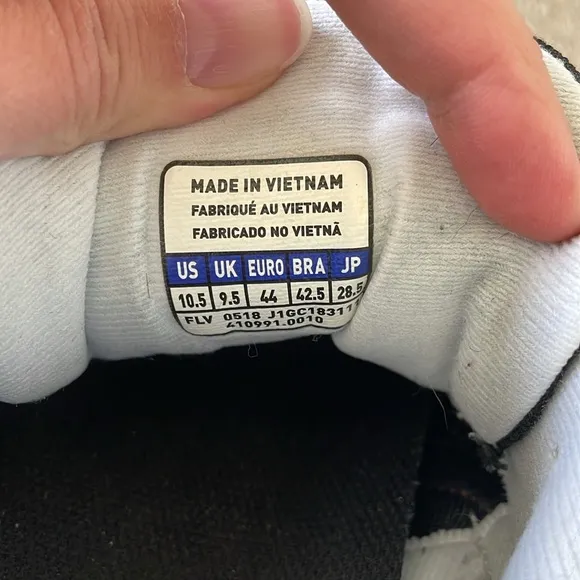 MADE IN VIETNAM
FABRIQUÉ AU VIETNAM
FABRICADO NO VIETNÃ
US UK EURO BRA JP
10.5 9.5 44 42.5 28.5
FLV 0518 J1GC18311
410991.0010